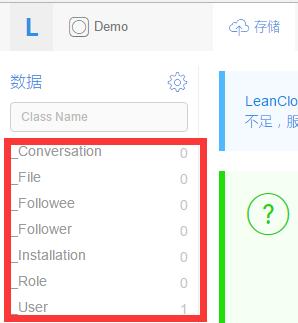 L Demo 存储
数据
Class Name
LeanClo
不足，服
_Conversation 0
_File 0
_Followee 0
_Follower 0
_Installation 0
_Role 0
_User 1
?